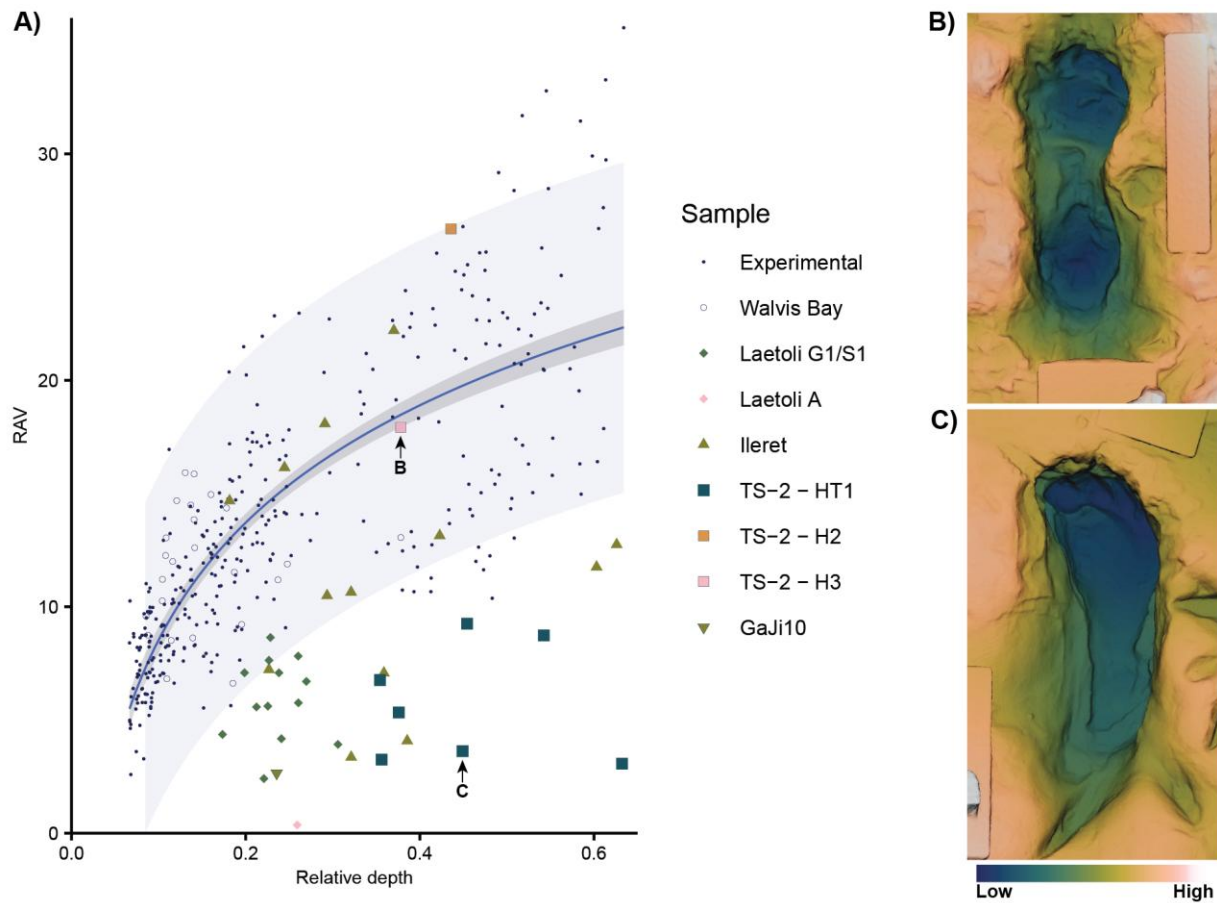 A)
30
20
10
0
RAV
0.0
0.2
0.4
0.6
Relative depth
B
C
Sample
Experimental
Walvis Bay
Laetoli G1/S1
Laetoli A
Ileret
TS−2 − HT1
TS−2 − H2
TS−2 − H3
GaJi10
B)
C)
Low
High